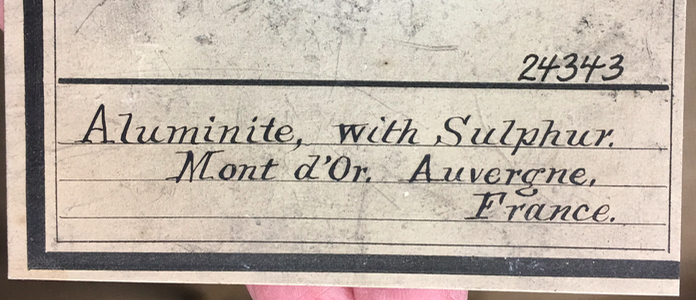 24343
Aluminite, with Sulphur.
Mont d'Or. Auvergne,
France.